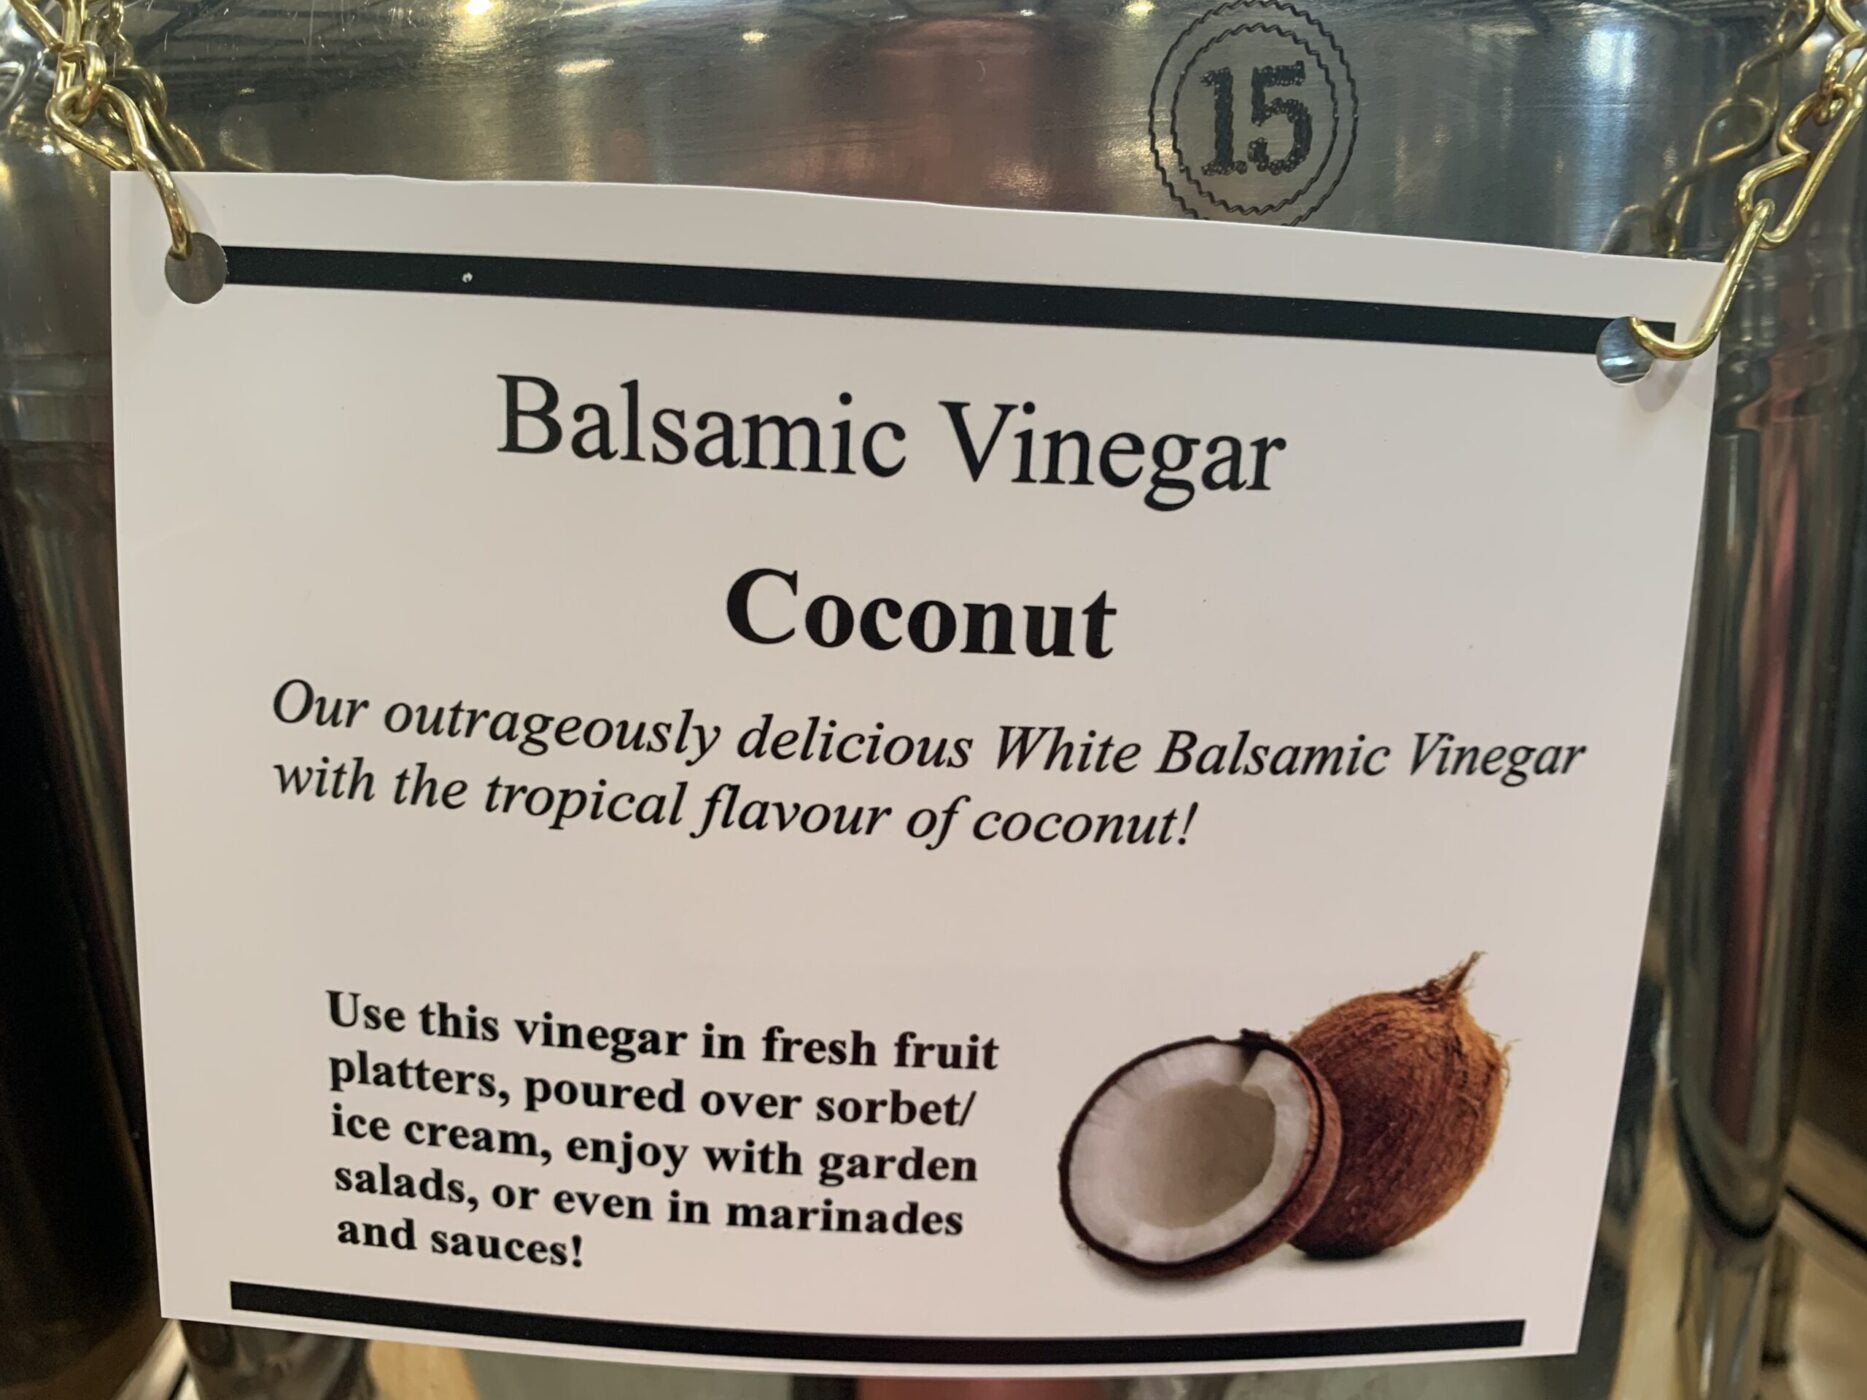 15
Balsamic Vinegar
Coconut
Our outrageously delicious White Balsamic Vinegar
with the tropical flavour of coconut!
Use this vinegar in fresh fruit
platters, poured over sorbet/
ice cream, enjoy with garden
salads, or even in marinades
and sauces!